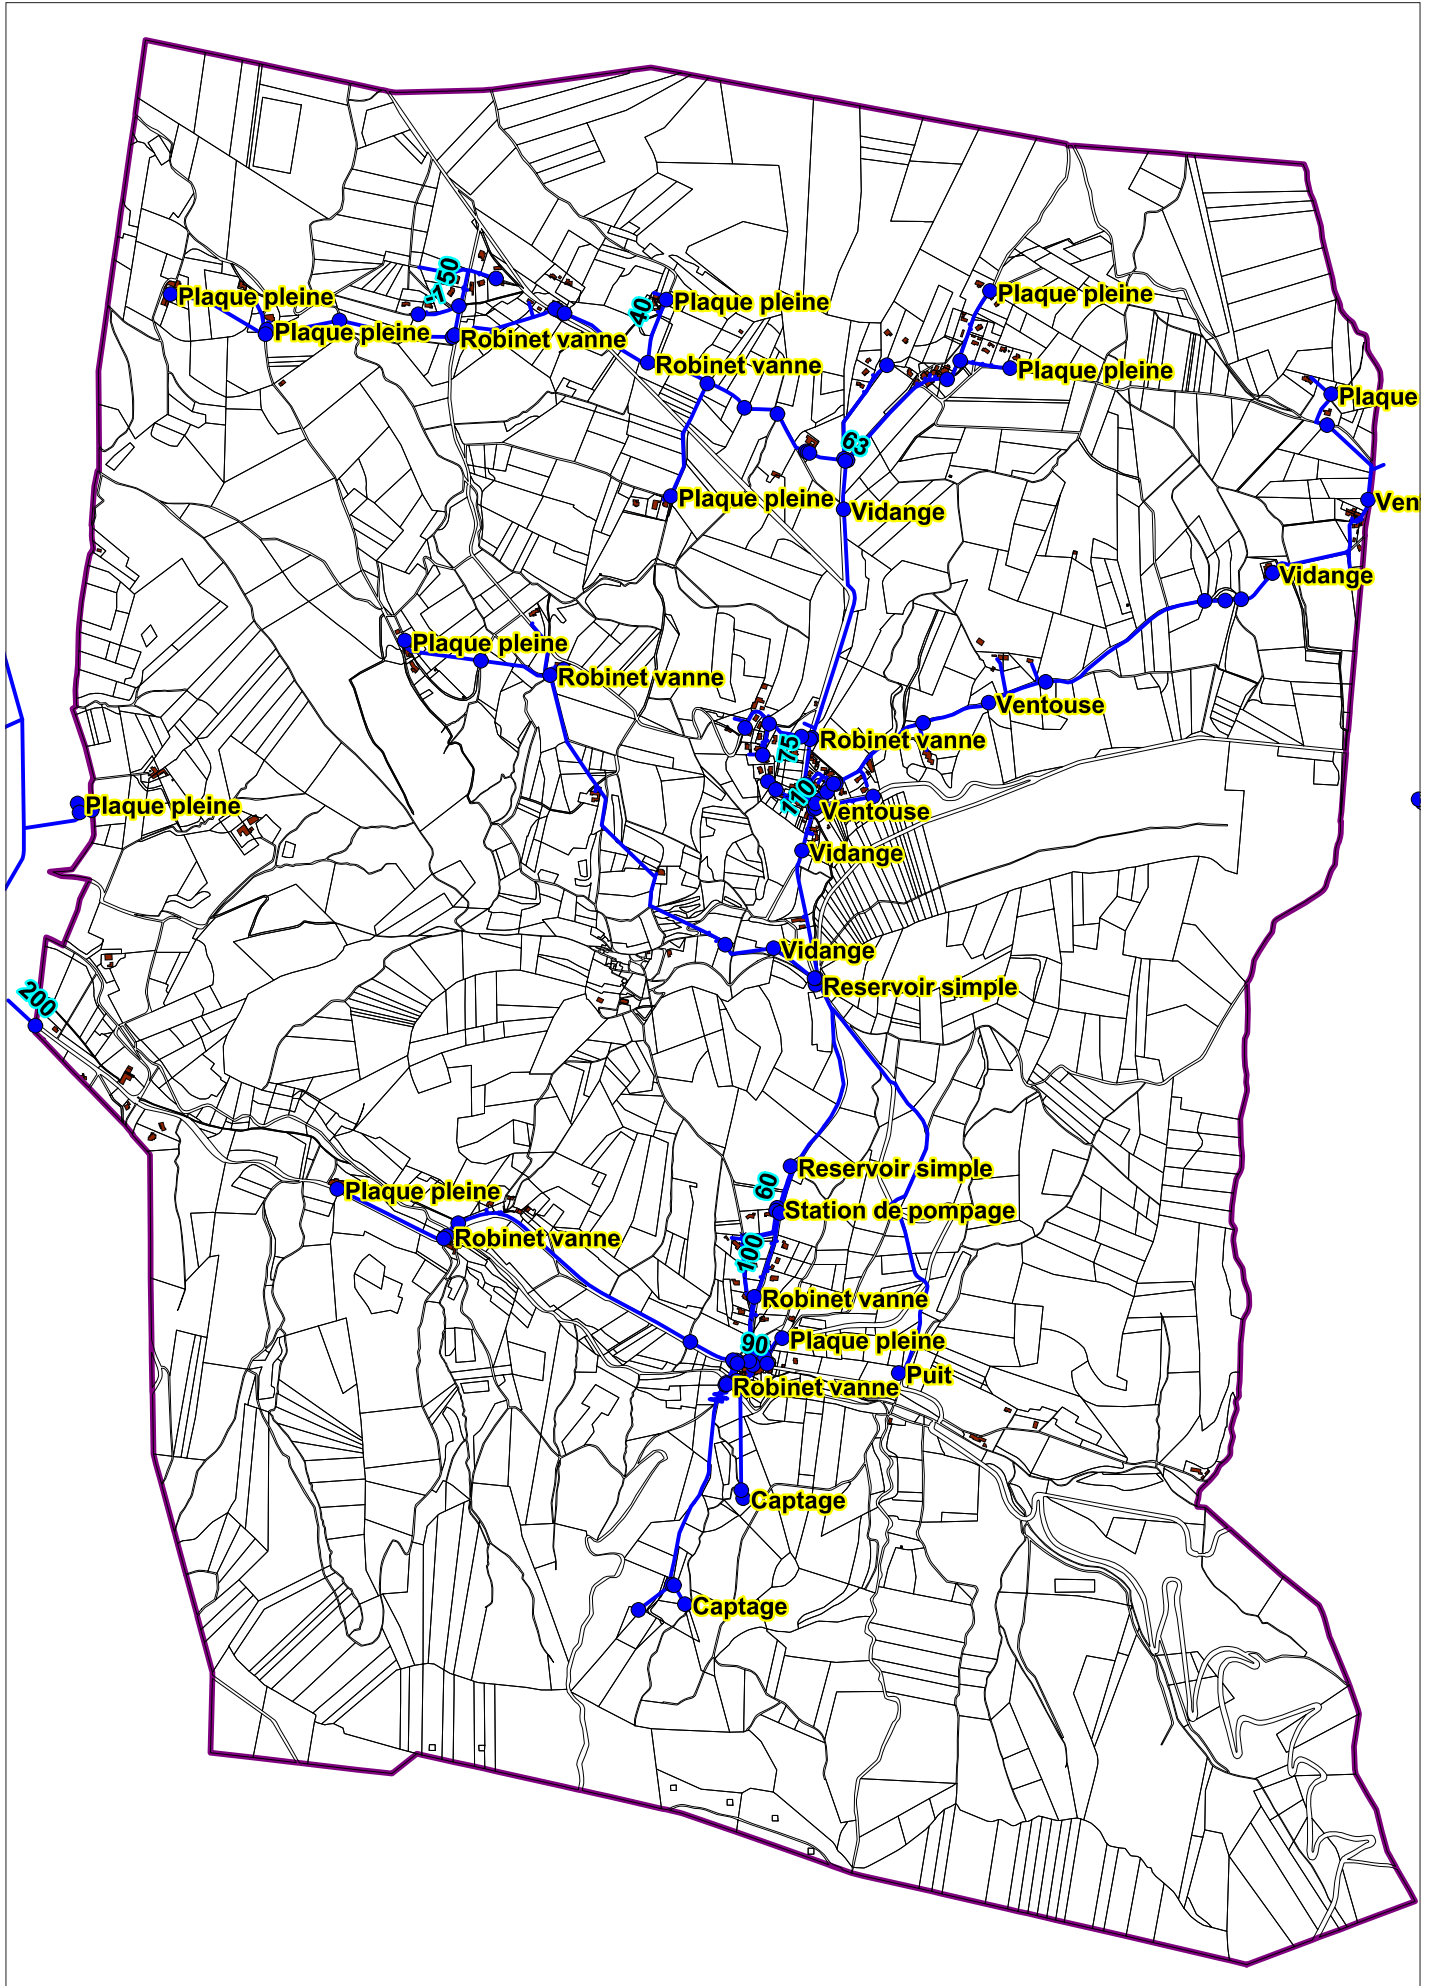 50
-7
Plaque pleine
40
Plaque pleine
Plaque pleine
Plaque pleine
Robinet vanne
Robinet vanne
Plaque pleine
Plaque
63
Plaque pleine
Vidange
Ven
Vidange
Plaque pleine
Robinet vanne
Ventouse
75
Robinet vanne
110
Plaque pleine
Ventouse
Vidange
Vidange
200
Reservoir simple
Reservoir simple
60
Plaque pleine
Station de pompage
Robinet vanne
100
Robinet vanne
90
Plaque pleine
Puit
Robinet vanne
Captage
Captage